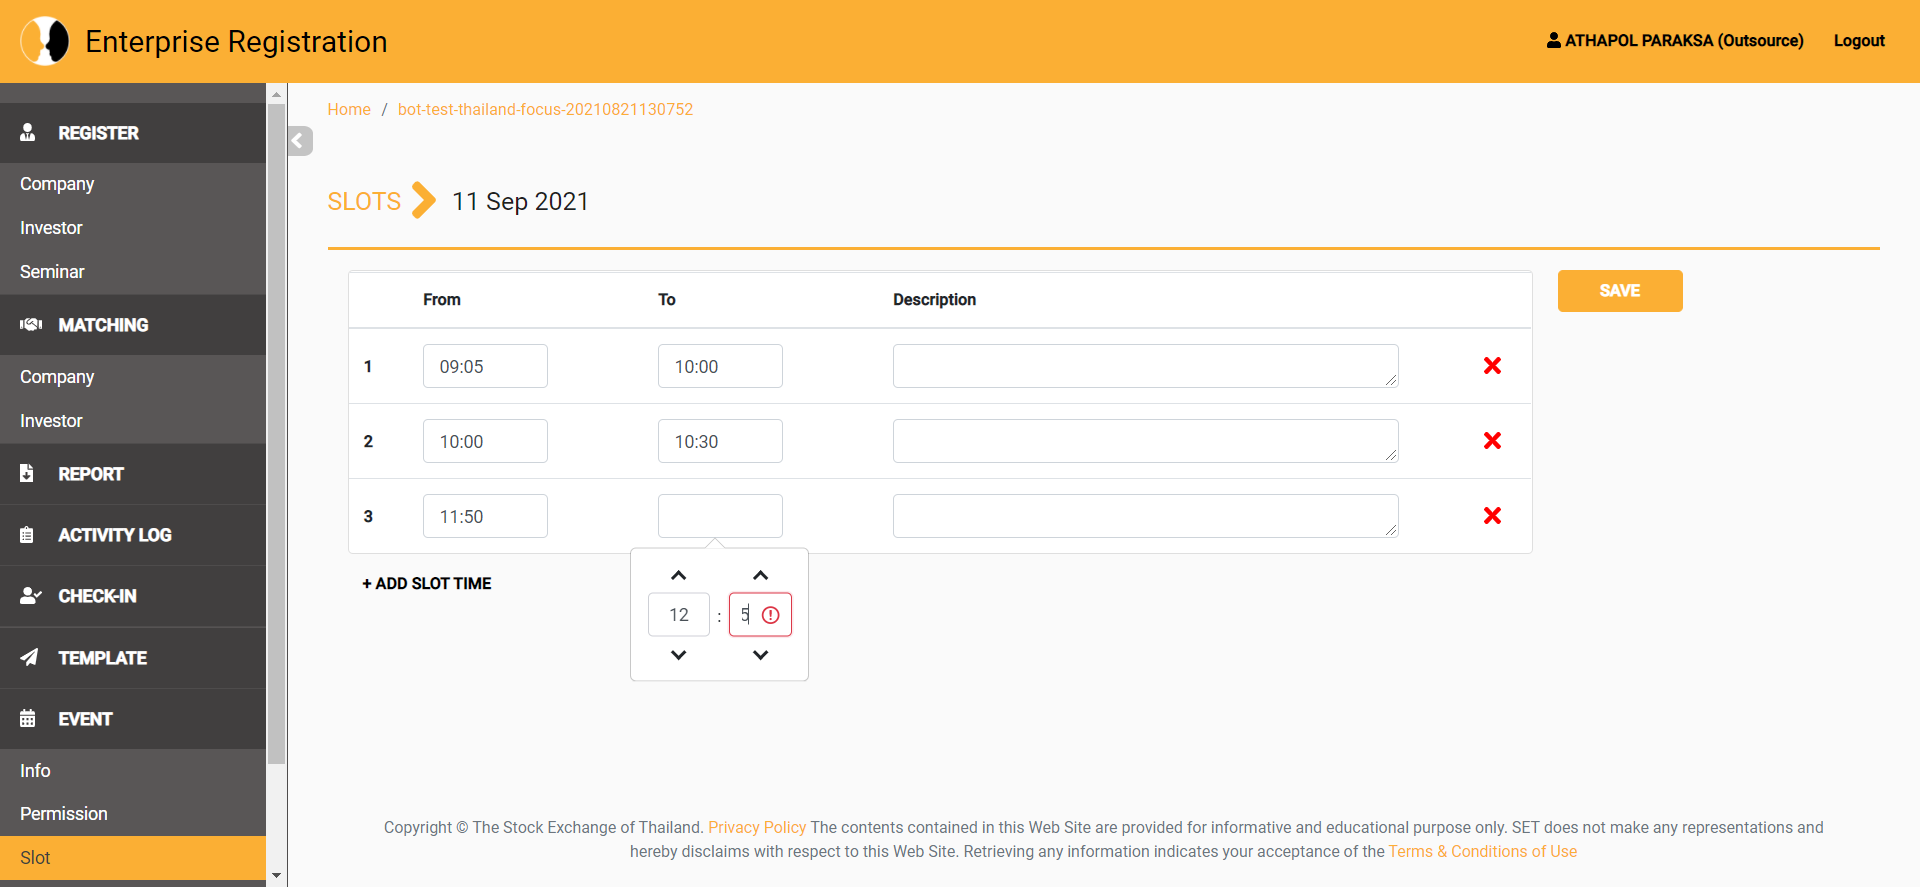 Enterprise Registration
ATHAPOL PARAKSA (Outsource) Logout
REGISTER
Company
Investor
Seminar
MATCHING
Company
Investor
REPORT
ACTIVITY LOG
CHECK-IN
TEMPLATE
EVENT
Info
Permission
Slot
Home / bot-test-thailand-focus-20210821130752
SLOTS 11 Sep 2021
From To Description
SAVE
1 09:05 10:00
2 10:00 10:30
3 11:50
+ ADD SLOT TIME
12 : 5
Copyright © The Stock Exchange of Thailand. Privacy Policy The contents contained in this Web Site are provided for informative and educational purpose only. SET does not make any representations and
hereby disclaims with respect to this Web Site. Retrieving any information indicates your acceptance of the Terms & Conditions of Use